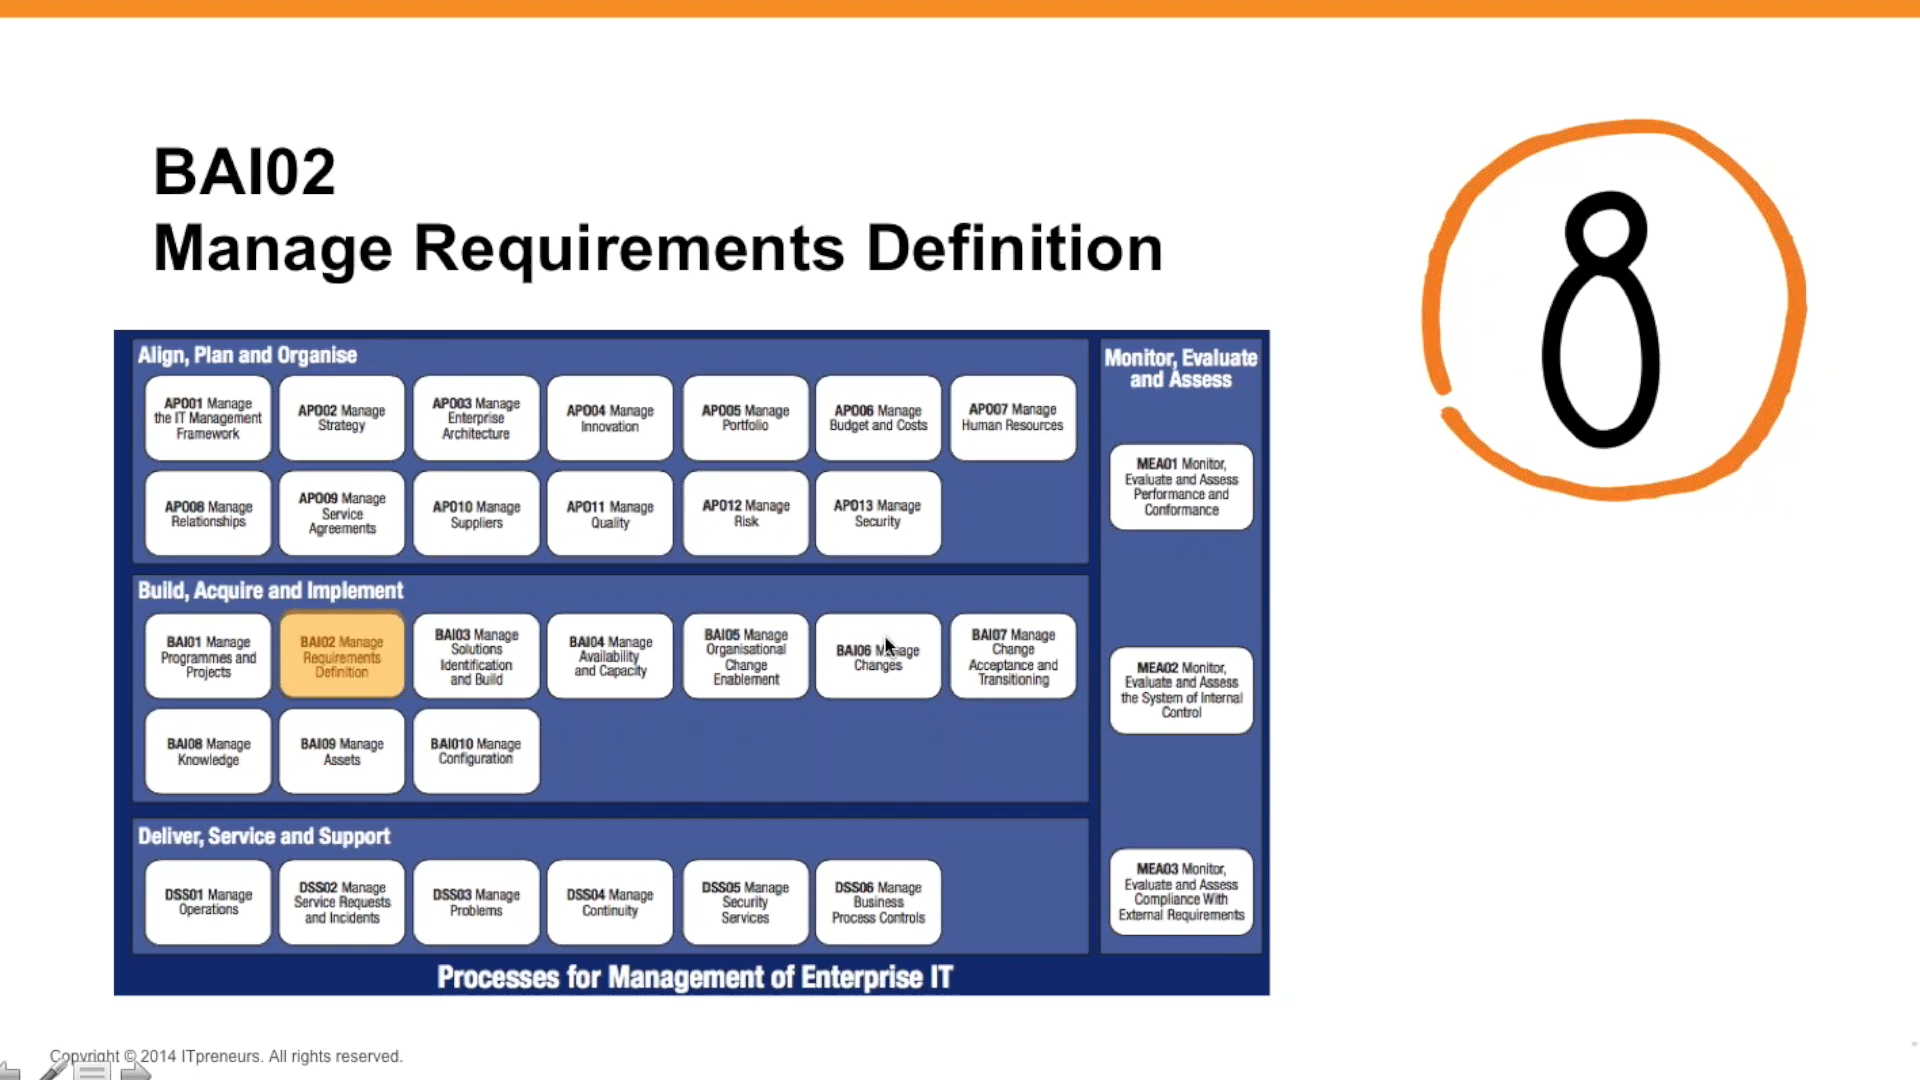 BAI02
Manage Requirements Definition
8
Align, Plan and Organise
APO01 Manage
the IT Management
Framework
APO02 Manage
Strategy
APO03 Manage
Enterprise
Architecture
APO04 Manage
Innovation
APO05 Manage
Portfolio
APO06 Manage
Budget and Costs
APO07 Manage
Human Resources
APO08 Manage
Relationships
APO09 Manage
Service
Agreements
APO10 Manage
Suppliers
APO11 Manage
Quality
APO12 Manage
Risk
APO13 Manage
Security
Build, Acquire and Implement
BAI01 Manage
Programmes and
Projects
BAI02 Manage
Requirements
Definition
BAI03 Manage
Solutions
Identification
and Build
BAI04 Manage
Availability
and Capacity
BAI05 Manage
Organisational
Change
Enablement
BAI06 Manage
Changes
BAI07 Manage
Change
Acceptance and
Transitioning
BAI08 Manage
Knowledge
BAI09 Manage
Assets
BAI010 Manage
Configuration
Deliver, Service and Support
DSS01 Manage
Operations
DSS02 Manage
Service Requests
and Incidents
DSS03 Manage
Problems
DSS04 Manage
Continuity
DSS05 Manage
Security
Services
DSS06 Manage
Business
Process Controls
Monitor, Evaluate
and Assess
MEA01 Monitor,
Evaluate and Assess
Performance and
Conformance
MEA02 Monitor,
Evaluate and Assess
the System of Internal
Control
MEA03 Monitor,
Evaluate and Assess
Compliance With
External Requirements
Processes for Management of Enterprise IT
Copyright © 2014 ITpreneurs. All rights reserved.